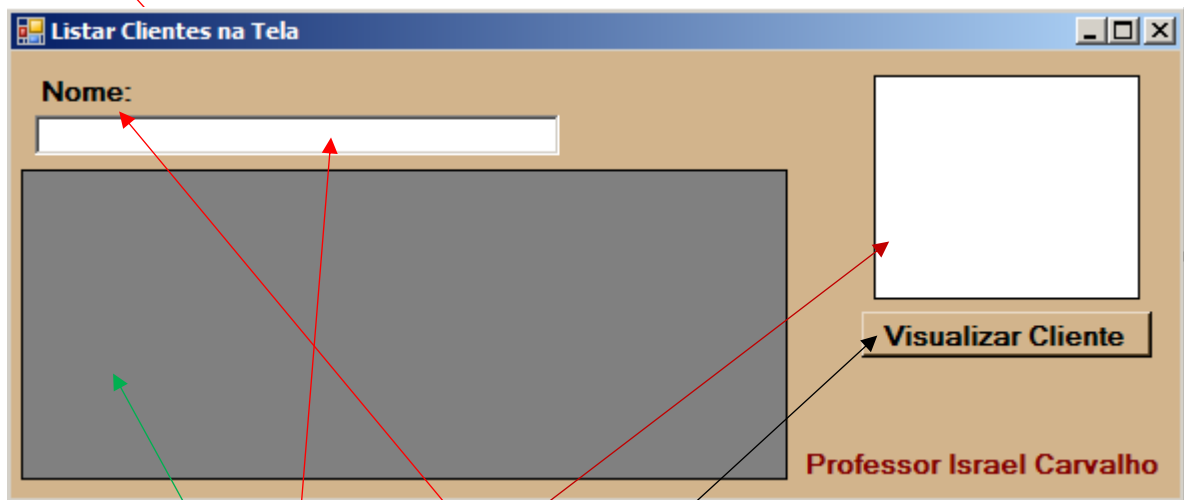 Listar Clientes na Tela
Nome:
Visualizar Cliente
Professor Israel Carvalho